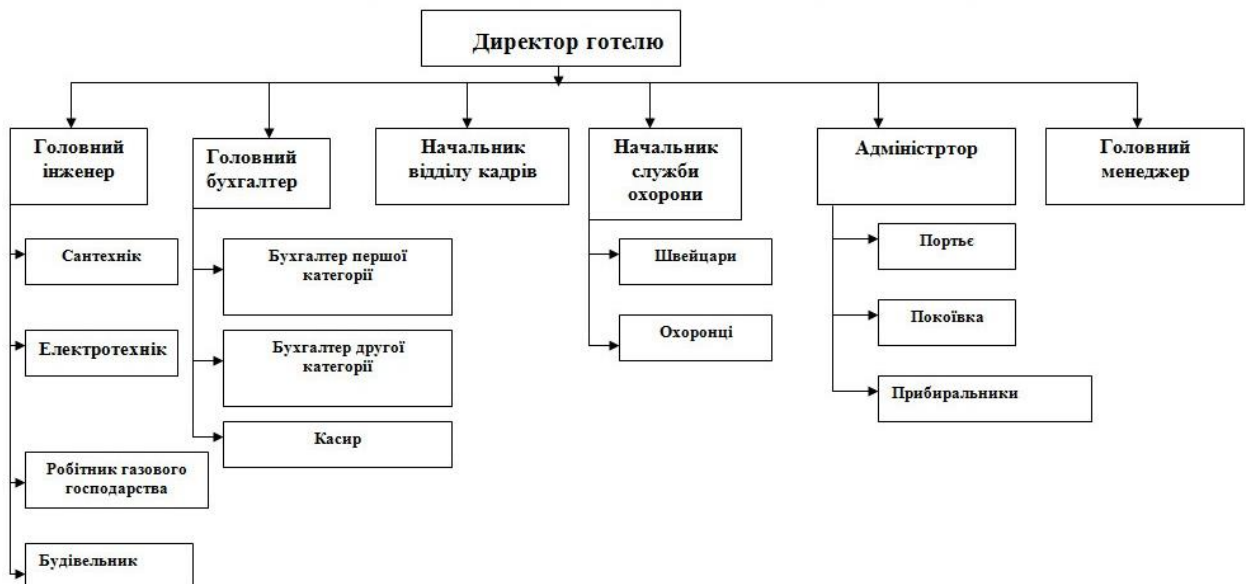 Директор готелю
Головний
інженер
Головний
бухгалтер
Начальник
відділу кадрів
Начальник
служби
охорони
Адміністртор
Головний
менеджер
Сантехнік
Електротехнік
Робітник газового
господарства
Будівельник
Бухгалтер першої
категорії
Бухгалтер другої
категорії
Касир
Швейцари
Охоронці
Портьє
Покоївка
Прибиральники